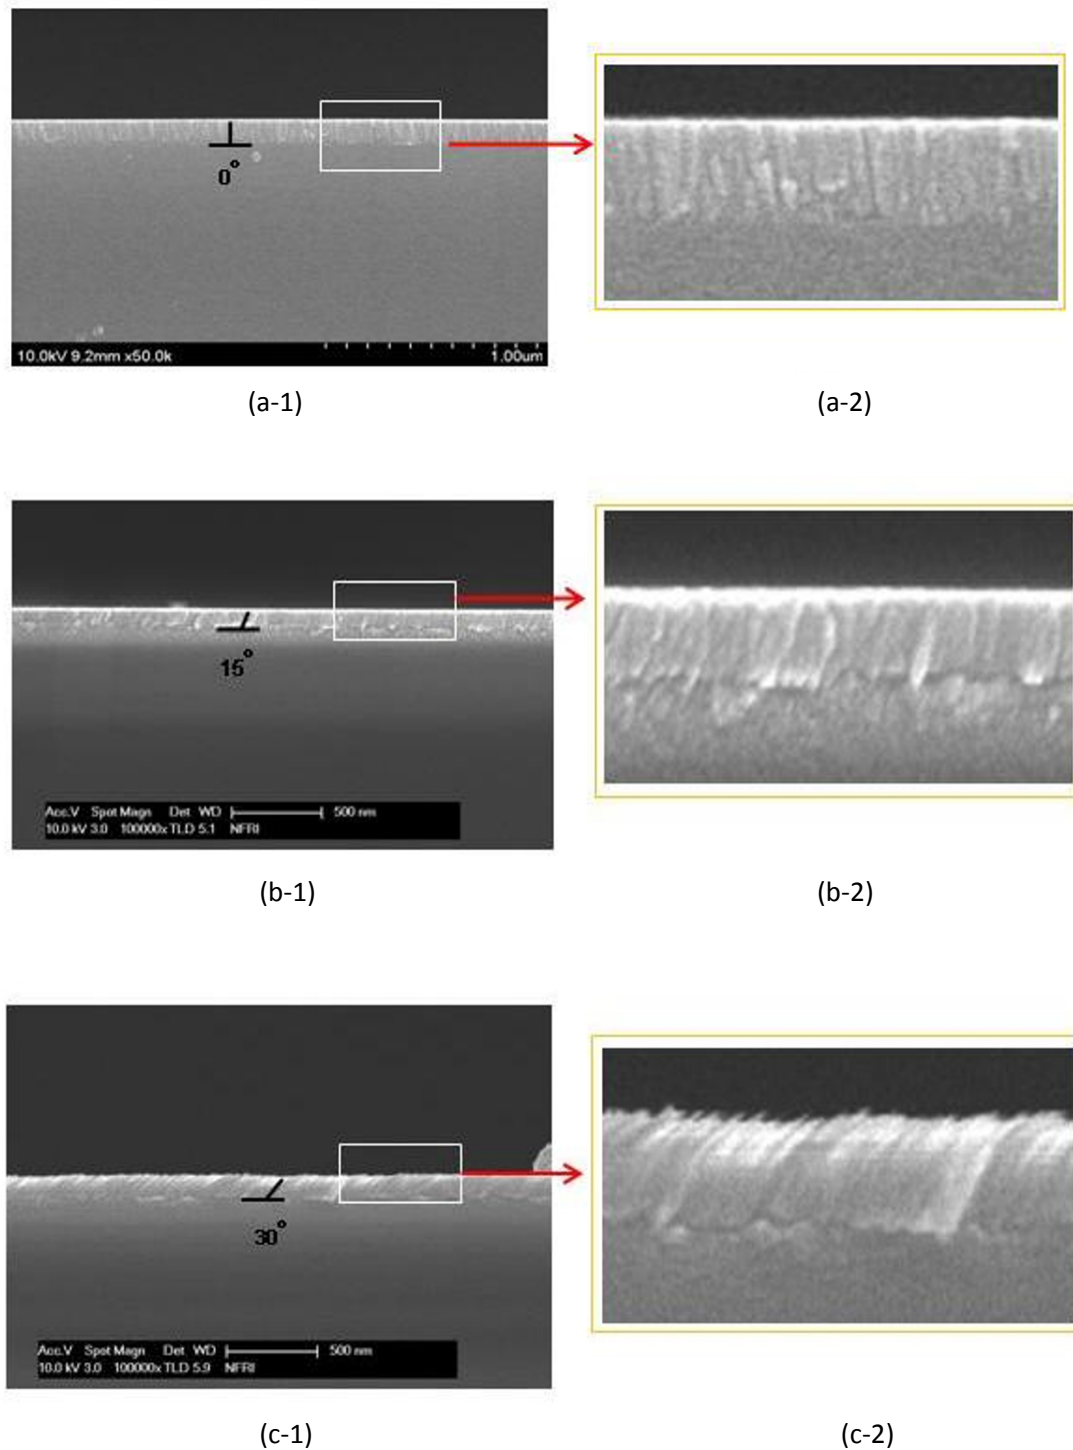 0°
10.0kV 9.2mm x50.0k 1.00um
(a-1) (a-2)
15°
Acc.V Spot Magn Det WD 500 nm
10.0 kV 3.0 100000x TLD 5.1 NFRI
(b-1) (b-2)
30°
Acc.V Spot Magn Det WD 500 nm
10.0 kV 3.0 100000x TLD 5.9 NFRI
(c-1) (c-2)